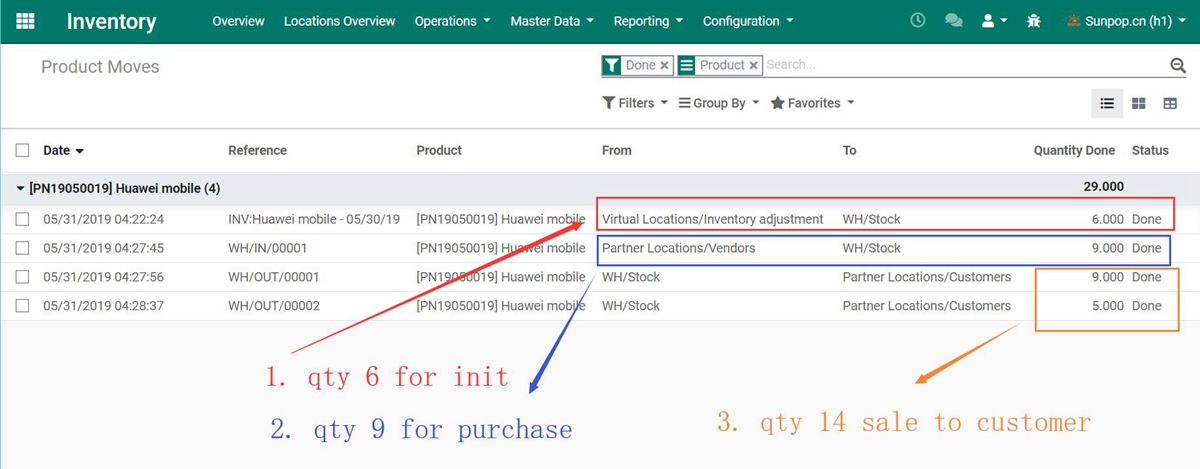 Inventory Overview Locations Overview Operations Master Data Reporting Configuration Sunpop.cn (h1)
Product Moves Done × Product × Search...
Filters Group By Favorites
Date Reference Product From To Quantity Done Status
[PN19050019] Huawei mobile (4) 29.000
05/31/2019 04:22:24 INV:Huawei mobile - 05/30/19 [PN19050019] Huawei mobile Virtual Locations/Inventory adjustment WH/Stock 6.000 Done
05/31/2019 04:27:45 WH/IN/00001 [PN19050019] Huawei mobile Partner Locations/Vendors WH/Stock 9.000 Done
05/31/2019 04:27:56 WH/OUT/00001 [PN19050019] Huawei mobile WH/Stock Partner Locations/Customers 9.000 Done
05/31/2019 04:28:37 WH/OUT/00002 [PN19050019] Huawei mobile WH/Stock Partner Locations/Customers 5.000 Done
1. qty 6 for init
2. qty 9 for purchase
3. qty 14 sale to customer